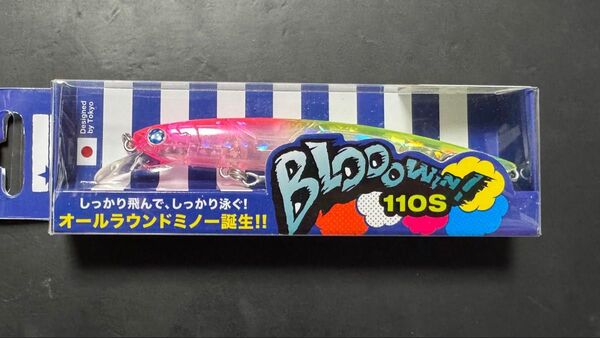 Designed
by Tokyo
しっかり飛んで、しっかり泳ぐ!
オールラウンドミノー誕生!!
BLOOOWIN!
110S